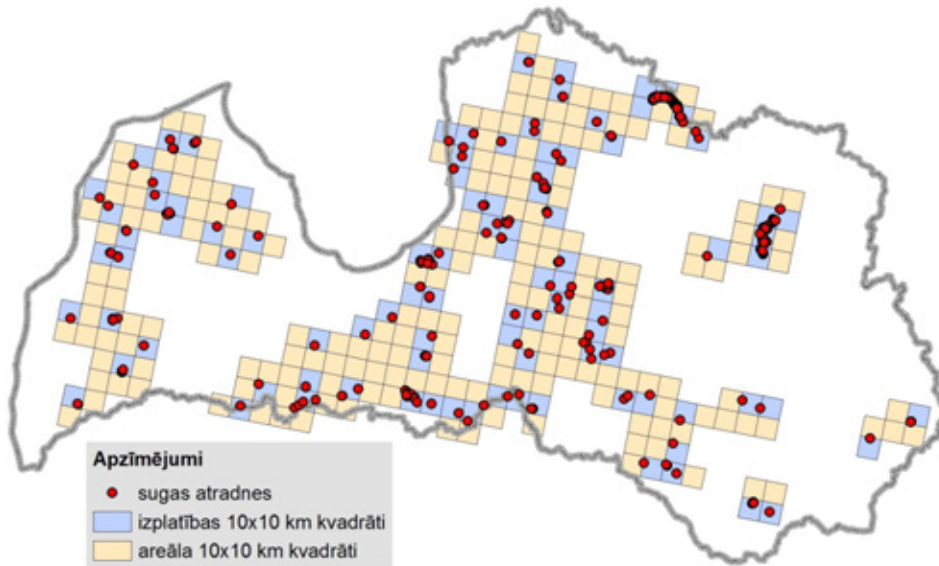 Apzīmējumi
sugas atradnes
izplatības 10x10 km kvadrāti
areāla 10x10 km kvadrāti